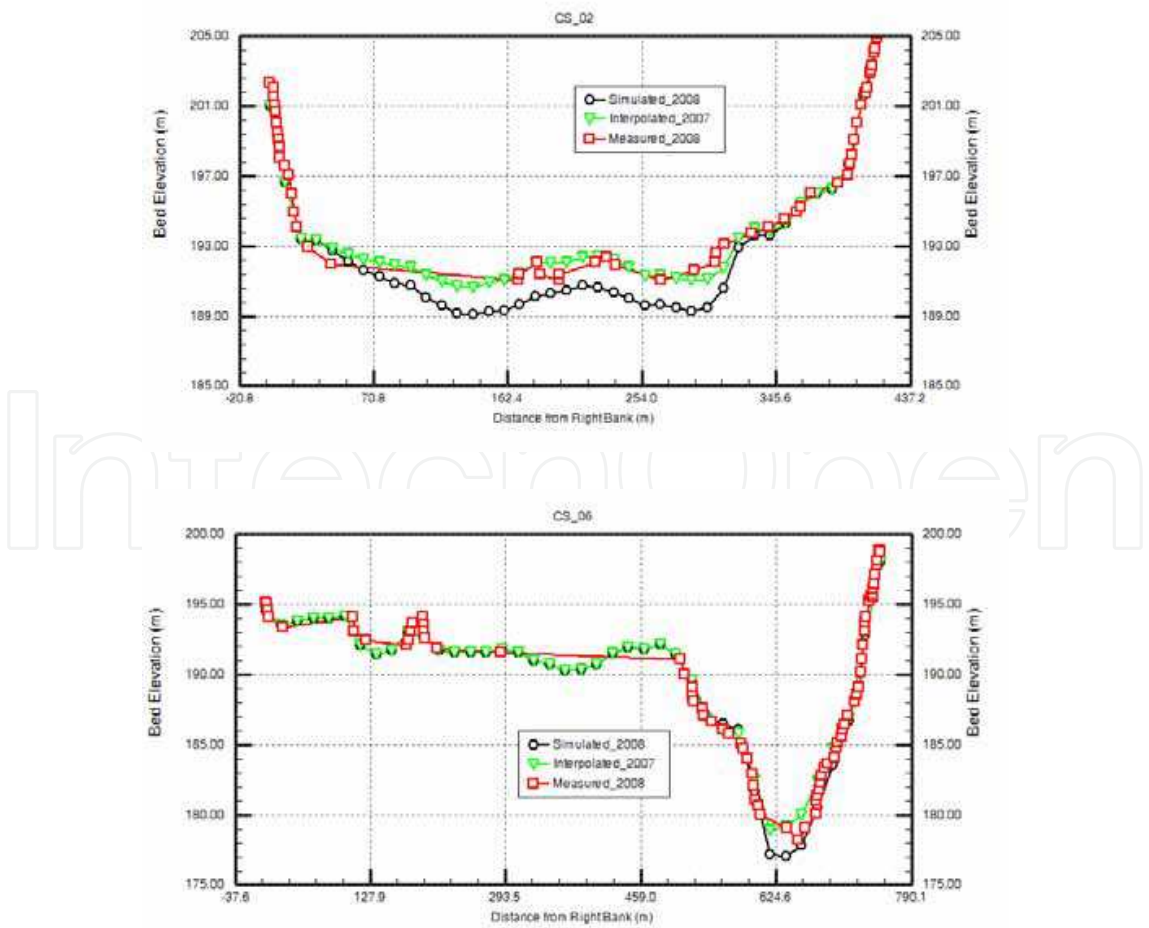 CS_02
205.00
201.00
197.00
193.00
189.00
185.00
Bed Elevation (m)
Simulated_2008
Interpolated_2007
Measured_2008
205.00
201.00
197.00
193.00
189.00
185.00
Bed Elevation (m)
-20.8 70.8 162.4 254.0 345.6 437.2
Distance from Right Bank (m)
IntechOpen
CS_06
200.00
195.00
190.00
185.00
180.00
175.00
Bed Elevation (m)
Simulated_2008
Interpolated_2007
Measured_2008
200.00
195.00
190.00
185.00
180.00
175.00
Bed Elevation (m)
-37.6 127.9 293.5 459.0 624.6 790.1
Distance from Right Bank (m)